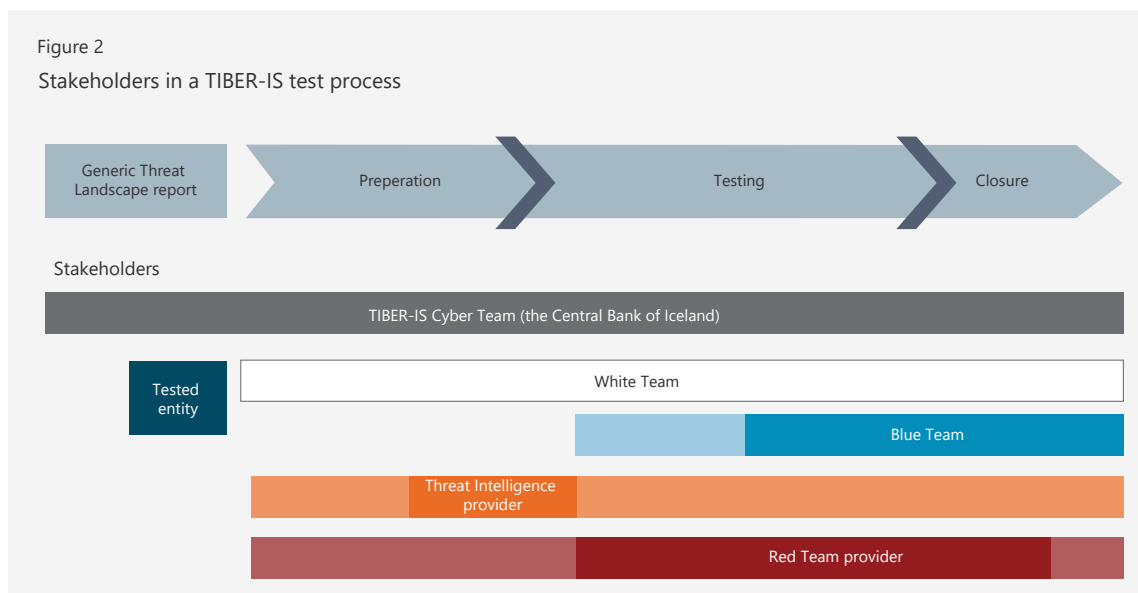 Figure 2
Stakeholders in a TIBER-IS test process
Generic Threat
Landscape report
Preperation
Testing
Closure
Stakeholders
TIBER-IS Cyber Team (the Central Bank of Iceland)
Tested
entity
White Team
Blue Team
Threat Intelligence
provider
Red Team provider